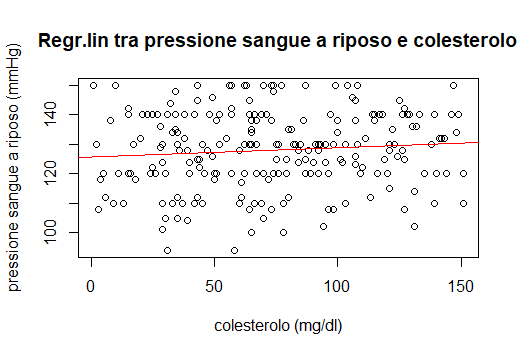 Regr.lin tra pressione sangue a riposo e colesterolo
pressione sangue a riposo (mmHg)
140
120
100
0
50
100
150
colesterolo (mg/dl)